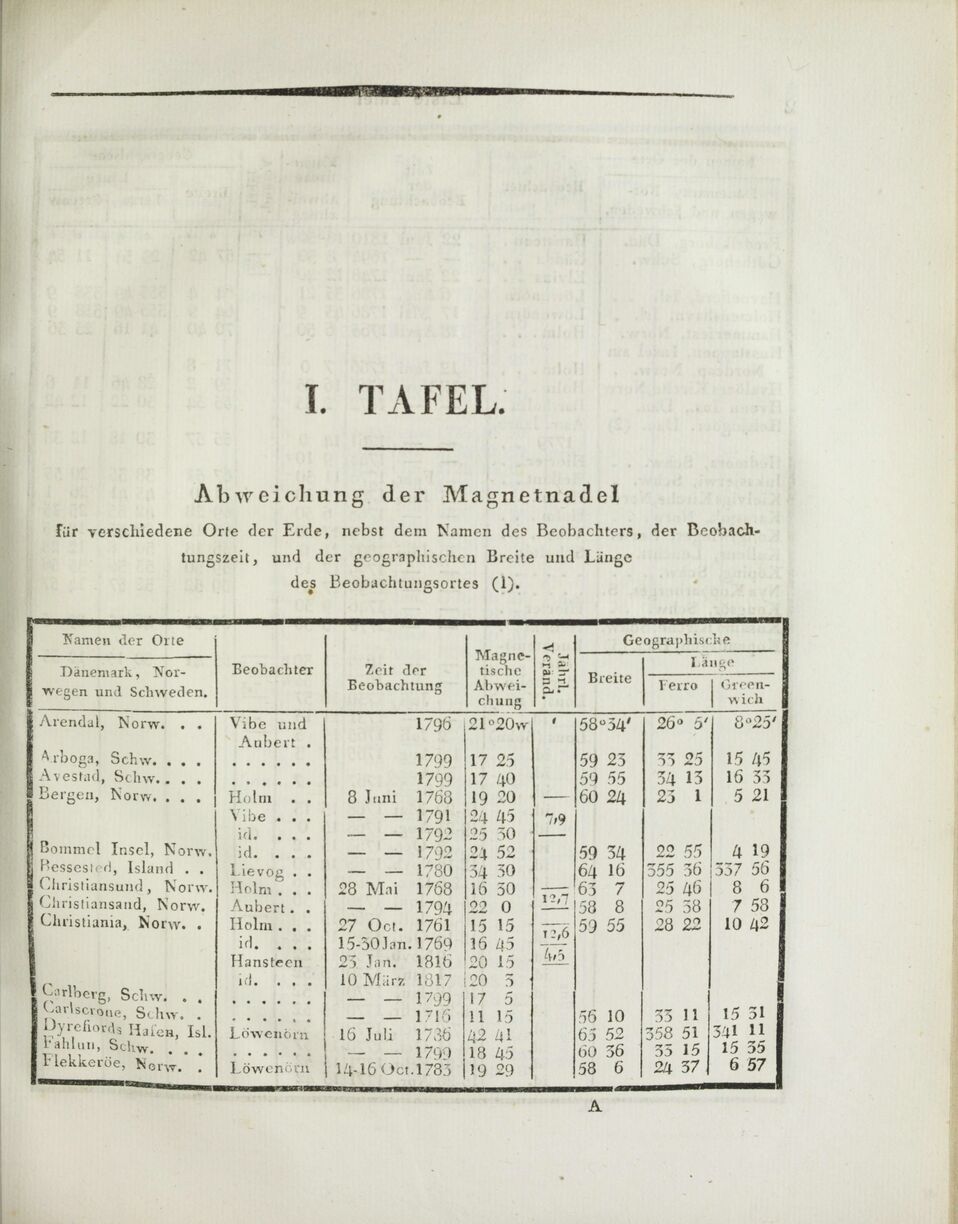 I. TAFEL.
Abweichung der Magnetnadel
für verschiedene Orte der Erde, nebst dem Namen des Beobachters, der Beobach-
tungszeit, und der geographischen Breite und Länge
des Beobachtungsortes (1).
Namen der Orte
Dänemark, Nor-
wegen und Schweden.
Beobachter
Zeit der
Beobachtung
Magne-
tische
Abwei-
chung
Jährl.
Veränd.
Geographische
Breite
Länge
Ferro
Green-
wich
Arendal, Norw. . . Vibe und 1796 21°20w ' 58°34' 26° 5' 8°25'
Aubert .
Arboga, Schw. . . . . . . . . . 1799 17 25 59 23 33 25 15 45
Avestad, Schw. . . . . . . . . . 1799 17 40 59 55 34 13 16 33
Bergen, Norw. . . . Holm . . 8 Juni 1768 19 20 — 60 24 23 1 5 21
Vibe . . . — — 1791 24 45 7,9
id. . . . — — 1792 25 30 —
Bommel Insel, Norw. id. . . . — — 1792 24 52 59 34 22 55 4 19
Bessested, Island . . Lievog . . — — 1780 34 30 64 16 355 36 337 56
Christiansund, Norw. Holm . . . 28 Mai 1768 16 30 — 63 7 25 46 8 6
Christiansand, Norw. Aubert . . — — 1794 22 0 12,7 58 8 25 38 7 58
Christiania, Norw. . Holm . . . 27 Oct. 1761 15 15 12,6 59 55 28 22 10 42
id. . . . 15-30 Jan. 1769 16 45
Hansteen 23 Jan. 1816 20 15 4,5
id. . . . 10 März 1817 20 3
Carlberg, Schw. . . . . . . . . — — 1799 17 5
Carlscrone, Schw. . . . . . . . — — 1716 11 15 56 10 33 11 15 31
Dyrefiords Hafen, Isl. Löwenörn 16 Juli 1786 42 41 65 52 358 51 341 11
Fahlun, Schw. . . . . . . . . . — — 1799 18 45 60 36 33 15 15 35
Flekkeröe, Norw. . Löwenörn 14-16 Oct. 1783 19 29 58 6 24 37 6 57
A